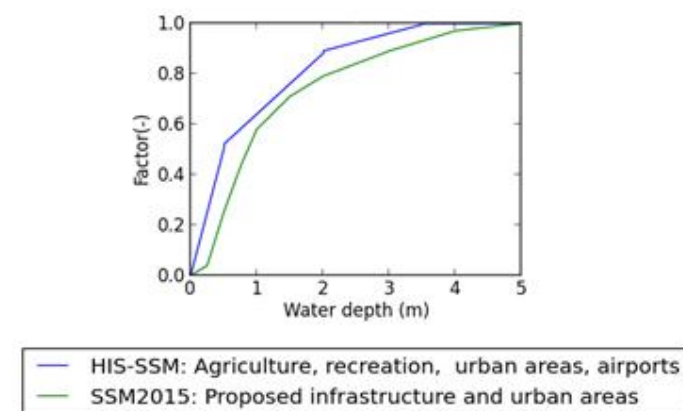 1.0
0.8
0.6
0.4
0.2
0.0
Factor(-)
0 1 2 3 4 5
Water depth (m)
HIS-SSM: Agriculture, recreation, urban areas, airports
SSM2015: Proposed infrastructure and urban areas